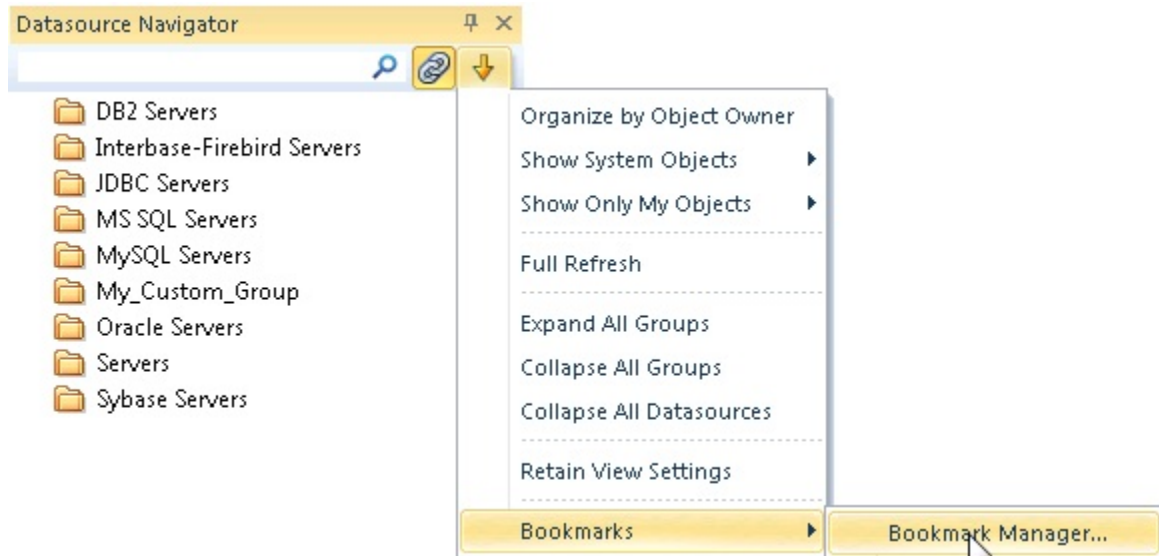 Datasource Navigator
DB2 Servers
Interbase-Firebird Servers
JDBC Servers
MS SQL Servers
MySQL Servers
My_Custom_Group
Oracle Servers
Servers
Sybase Servers
Organize by Object Owner
Show System Objects
Show Only My Objects
Full Refresh
Expand All Groups
Collapse All Groups
Collapse All Datasources
Retain View Settings
Bookmarks
Bookmark Manager...